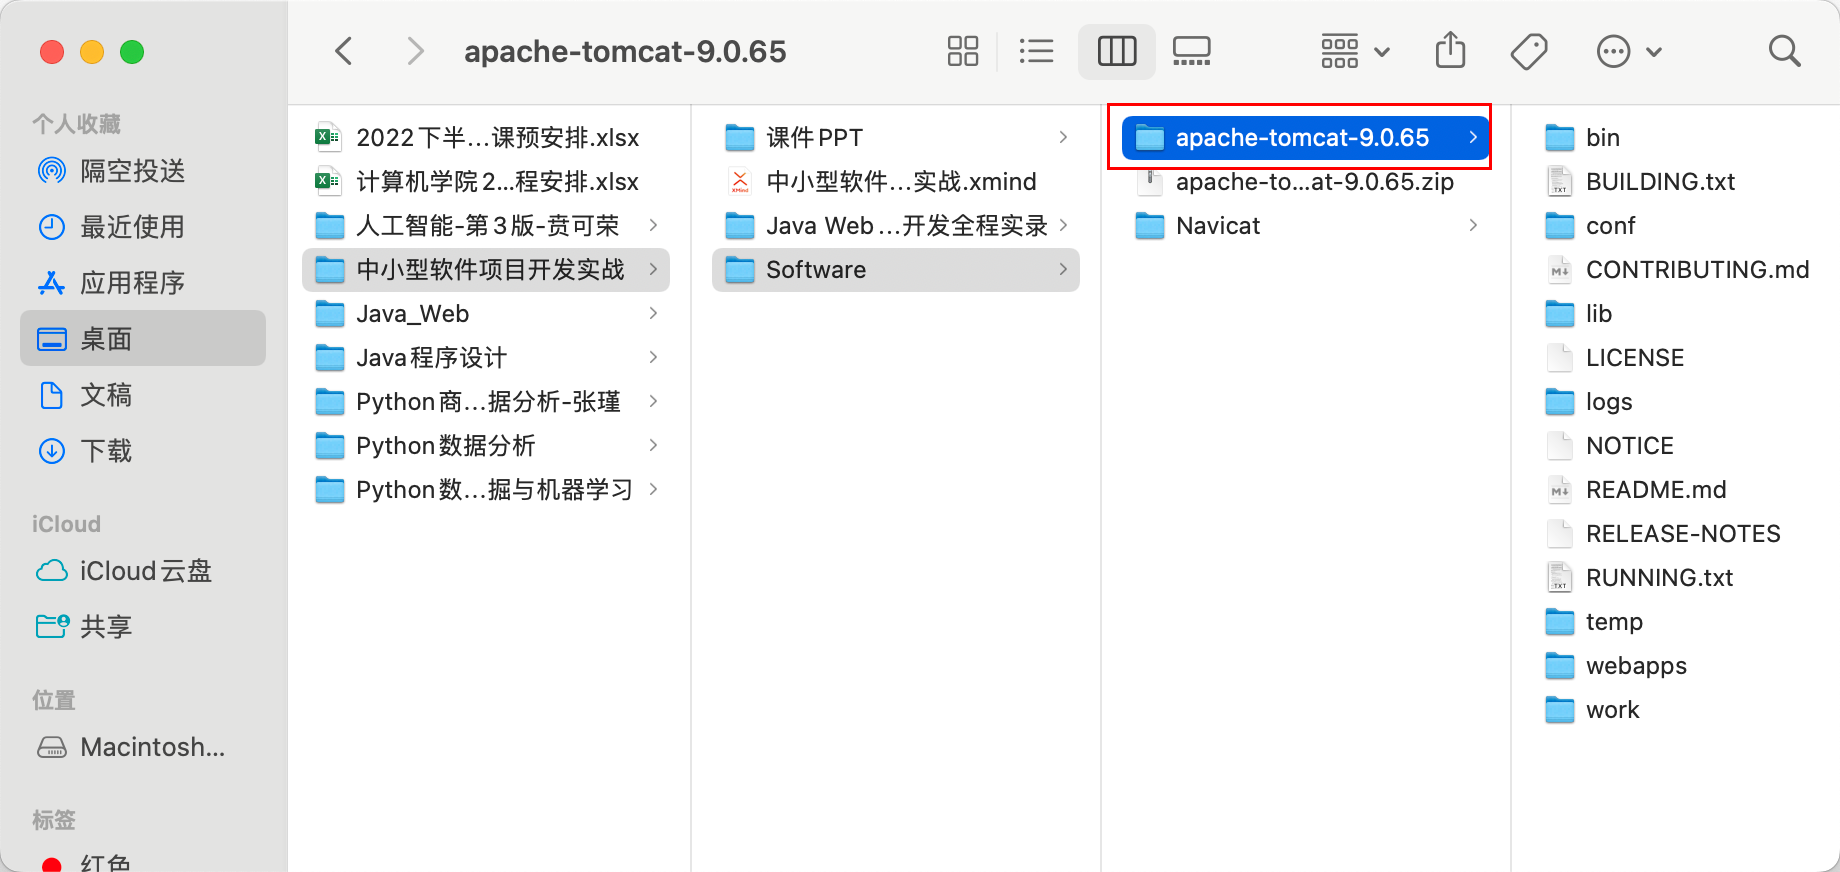 apache-tomcat-9.0.65
个人收藏
隔空投送
最近使用
应用程序
桌面
文稿
下载
iCloud
iCloud云盘
共享
位置
Macintosh...
标签
红色
2022下半...课预安排.xlsx
计算机学院2...程安排.xlsx
人工智能-第3版-贲可荣
中小型软件项目开发实战
Java_Web
Java程序设计
Python商...据分析-张瑾
Python数据分析
Python数...掘与机器学习
课件PPT
中小型软件...实战.xmind
Java Web...开发全程实录
Software
apache-tomcat-9.0.65
apache-to...at-9.0.65.zip
Navicat
bin
BUILDING.txt
conf
CONTRIBUTING.md
lib
LICENSE
logs
NOTICE
README.md
RELEASE-NOTES
RUNNING.txt
temp
webapps
work